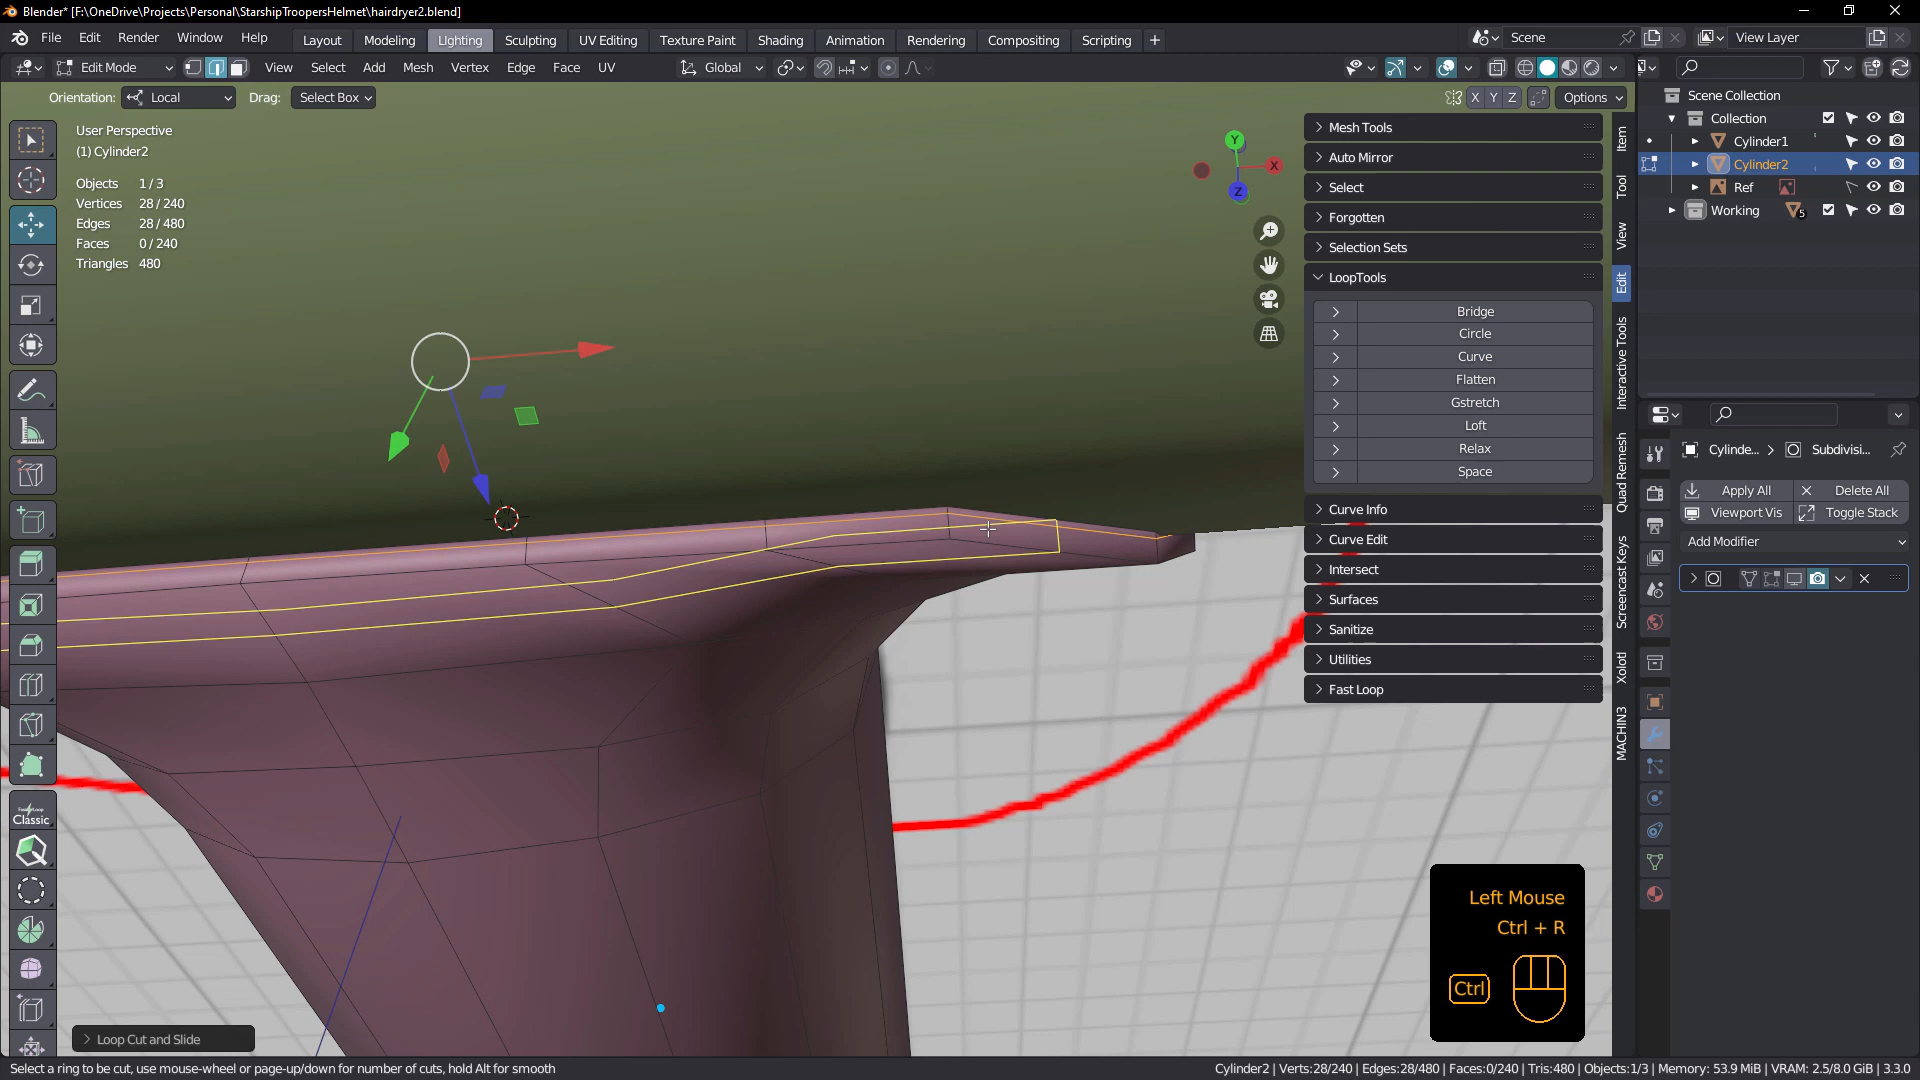 Blender* [F:\OneDrive\Projects\Personal\StarshipTroopersHelmet\hairdryer2.blend]
File Edit Render Window Help Layout Modeling Lighting Sculpting UV Editing Texture Paint Shading Animation Rendering Compositing Scripting + Scene View Layer
Edit Mode View Select Add Mesh Vertex Edge Face UV Global
Orientation: Local Drag: Select Box X Y Z Options
User Perspective
(1) Cylinder2
Objects 1 / 3
Vertices 28 / 240
Edges 28 / 480
Faces 0 / 240
Triangles 480
Y
X
Z
Classic
Mesh Tools
Auto Mirror
Select
Forgotten
Selection Sets
LoopTools
Bridge
Circle
Curve
Flatten
Gstretch
Loft
Relax
Space
Curve Info
Curve Edit
Intersect
Surfaces
Sanitize
Utilities
Fast Loop
Item
Tool
View
Edit
Interactive Tools
Quad Remesh
Screencast Keys
Xolotl
MACHIN3
Scene Collection
Collection
Cylinder1
Cylinder2
Ref
Working 5
Cylinde... Subdivisi...
Apply All Delete All
Viewport Vis Toggle Stack
Add Modifier
Left Mouse
Ctrl + R
Ctrl
Loop Cut and Slide
Select a ring to be cut, use mouse-wheel or page-up/down for number of cuts, hold Alt for smooth
Cylinder2 | Verts:28/240 | Edges:28/480 | Faces:0/240 | Tris:480 | Objects:1/3 | Memory: 53.9 MiB | VRAM: 2.5/8.0 GiB | 3.3.0